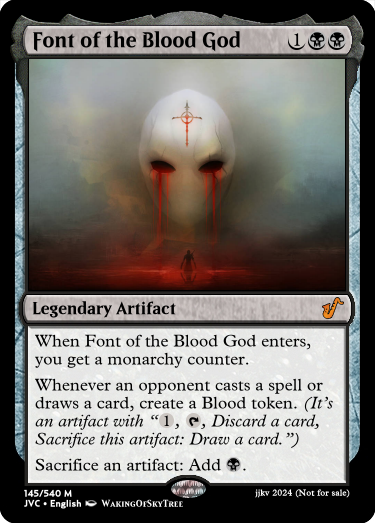 Font of the Blood God 1
Legendary Artifact
When Font of the Blood God enters,
you get a monarchy counter.
Whenever an opponent casts a spell or
draws a card, create a Blood token. (It's
an artifact with “1, , Discard a card,
Sacrifice this artifact: Draw a card.”)
Sacrifice an artifact: Add .
145/540 M
JVC • English WakingOfSkyTree
jjkv 2024 (Not for sale)